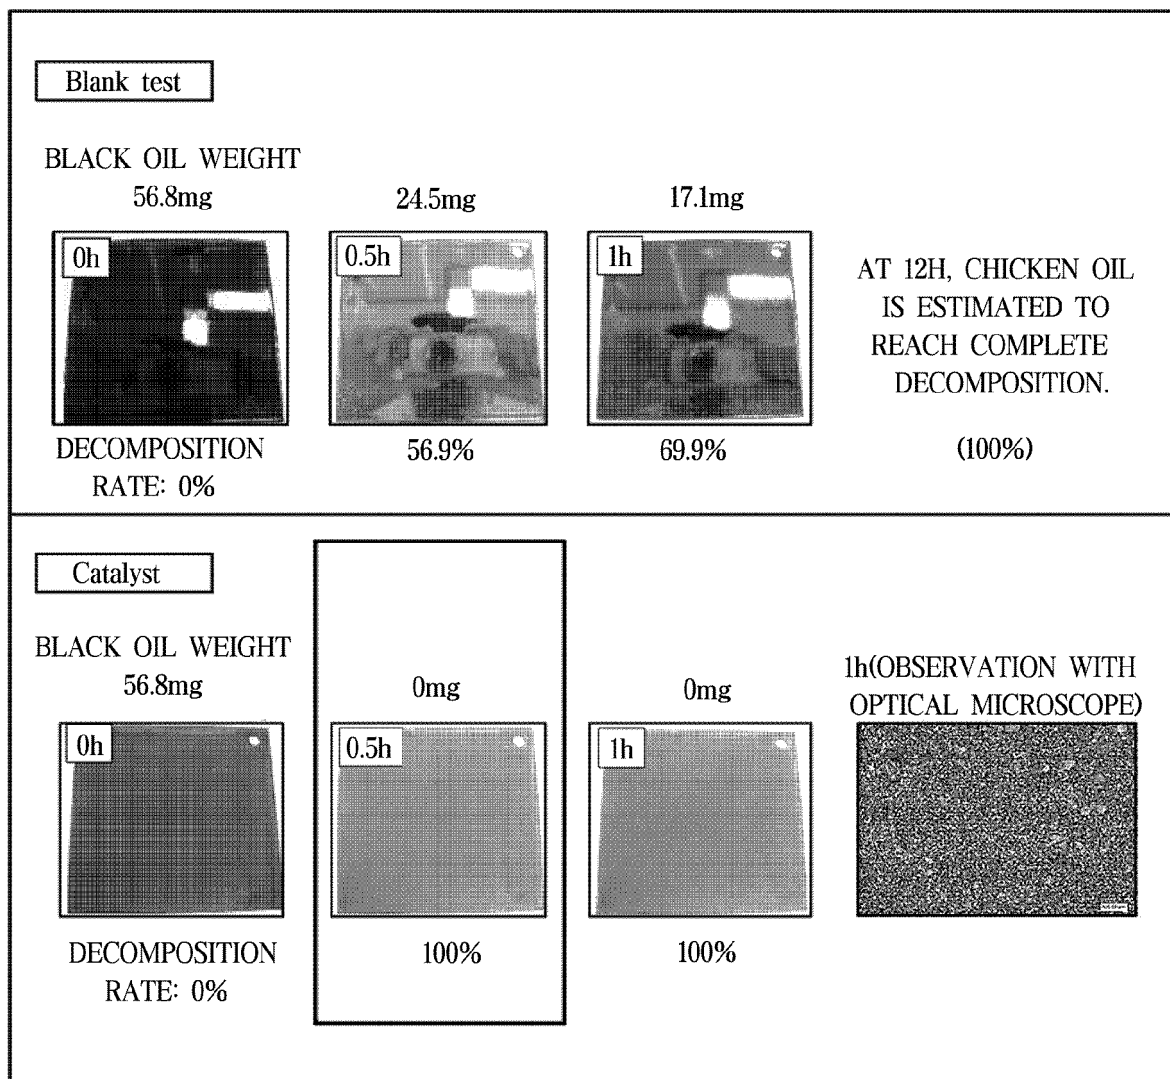 Blank test
BLACK OIL WEIGHT
56.8mg
24.5mg
17.1mg
0h
0.5h
1h
AT 12H, CHICKEN OIL
IS ESTIMATED TO
REACH COMPLETE
DECOMPOSITION.
DECOMPOSITION
RATE: 0%
56.9%
69.9%
(100%)
Catalyst
BLACK OIL WEIGHT
56.8mg
0mg
0mg
1h(OBSERVATION WITH
OPTICAL MICROSCOPE)
0h
0.5h
1h
DECOMPOSITION
RATE: 0%
100%
100%